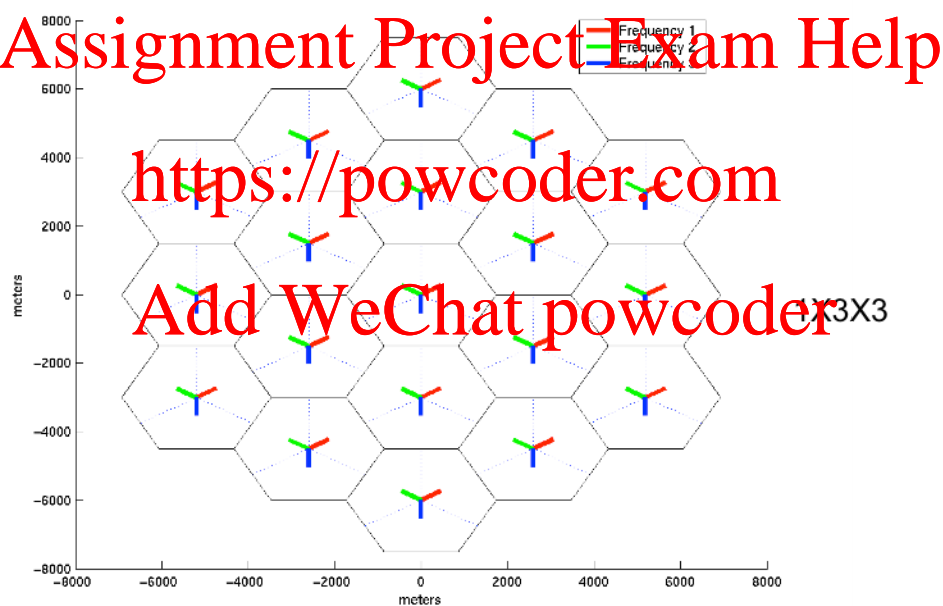 8000
Assignment Project Exam Help
Frequency 1
Frequency 2
Frequency
6000
4000
https://powcoder.com
2000
meters
0
Add WeChat powcoder
1X3X3
−2000
−4000
−6000
−8000
−8000 −6000 −4000 −2000 0 2000 4000 6000 8000
meters